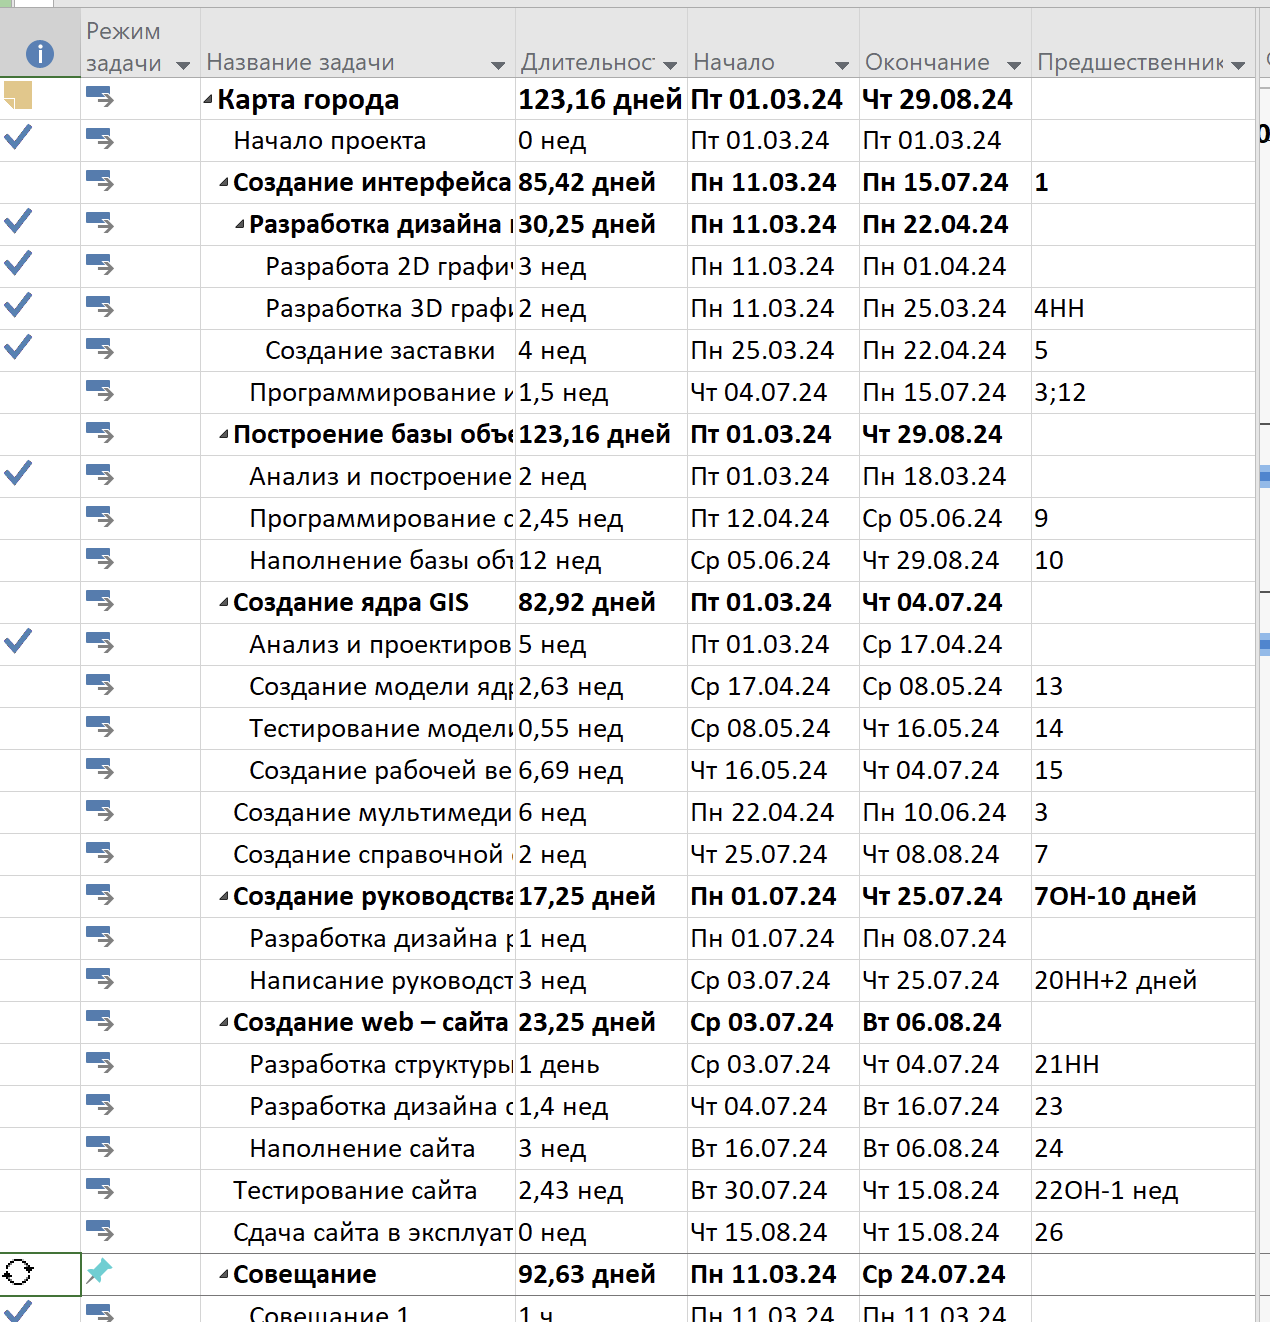 Режим задачи Название задачи Длительнос Начало Окончание Предшественник
Карта города 123,16 дней Пт 01.03.24 Чт 29.08.24
Начало проекта 0 нед Пт 01.03.24 Пт 01.03.24
Создание интерфейса 85,42 дней Пн 11.03.24 Пн 15.07.24 1
Разработка дизайна 30,25 дней Пн 11.03.24 Пн 22.04.24
Разработа 2D графич 3 нед Пн 11.03.24 Пн 01.04.24
Разработка 3D графи 2 нед Пн 11.03.24 Пн 25.03.24 4НН
Создание заставки 4 нед Пн 25.03.24 Пн 22.04.24 5
Программирование и 1,5 нед Чт 04.07.24 Пн 15.07.24 3;12
Построение базы объе 123,16 дней Пт 01.03.24 Чт 29.08.24
Анализ и построение 2 нед Пт 01.03.24 Пн 18.03.24
Программирование с 2,45 нед Пт 12.04.24 Ср 05.06.24 9
Наполнение базы объ 12 нед Ср 05.06.24 Чт 29.08.24 10
Создание ядра GIS 82,92 дней Пт 01.03.24 Чт 04.07.24
Анализ и проектиров 5 нед Пт 01.03.24 Ср 17.04.24
Создание модели ядр 2,63 нед Ср 17.04.24 Ср 08.05.24 13
Тестирование модели 0,55 нед Ср 08.05.24 Чт 16.05.24 14
Создание рабочей ве 6,69 нед Чт 16.05.24 Чт 04.07.24 15
Создание мультимеди 6 нед Пн 22.04.24 Пн 10.06.24 3
Создание справочной 2 нед Чт 25.07.24 Чт 08.08.24 7
Создание руководства 17,25 дней Пн 01.07.24 Чт 25.07.24 7ОН-10 дней
Разработка дизайна р 1 нед Пн 01.07.24 Пн 08.07.24
Написание руководст 3 нед Ср 03.07.24 Чт 25.07.24 20НН+2 дней
Создание web – сайта 23,25 дней Ср 03.07.24 Вт 06.08.24
Разработка структуры 1 день Ср 03.07.24 Чт 04.07.24 21НН
Разработка дизайна с 1,4 нед Чт 04.07.24 Вт 16.07.24 23
Наполнение сайта 3 нед Вт 16.07.24 Вт 06.08.24 24
Тестирование сайта 2,43 нед Вт 30.07.24 Чт 15.08.24 22ОН-1 нед
Сдача сайта в эксплуат 0 нед Чт 15.08.24 Чт 15.08.24 26
Совещание 92,63 дней Пн 11.03.24 Ср 24.07.24
Совещание 1 1 ч Пн 11.03.24 Пн 11.03.24